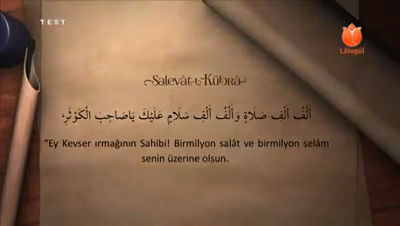 TEST
Lâlegül
Salevât-ı Kübrâ
اَلْفُ اَلْفِ صَلَاةٍ وَاَلْفُ اَلْفِ سَلَامٍ عَلَيْكَ يَاصَاحِبَ الْكَوْثَرِ،
“Ey Kevser ırmağının Sahibi! Birmilyon salât ve birmilyon selâm
senin üzerine olsun.